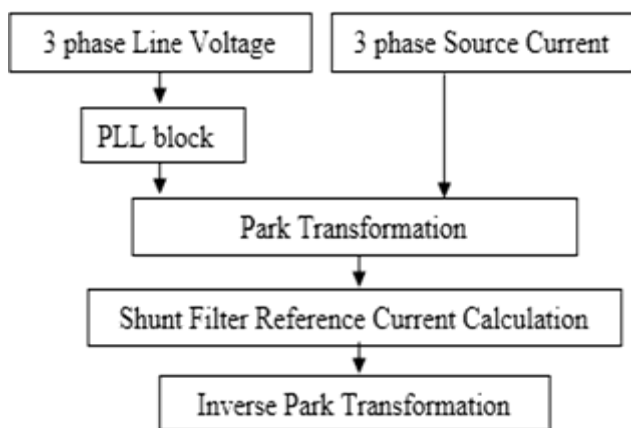 3 phase Line Voltage
3 phase Source Current
PLL block
Park Transformation
Shunt Filter Reference Current Calculation
Inverse Park Transformation